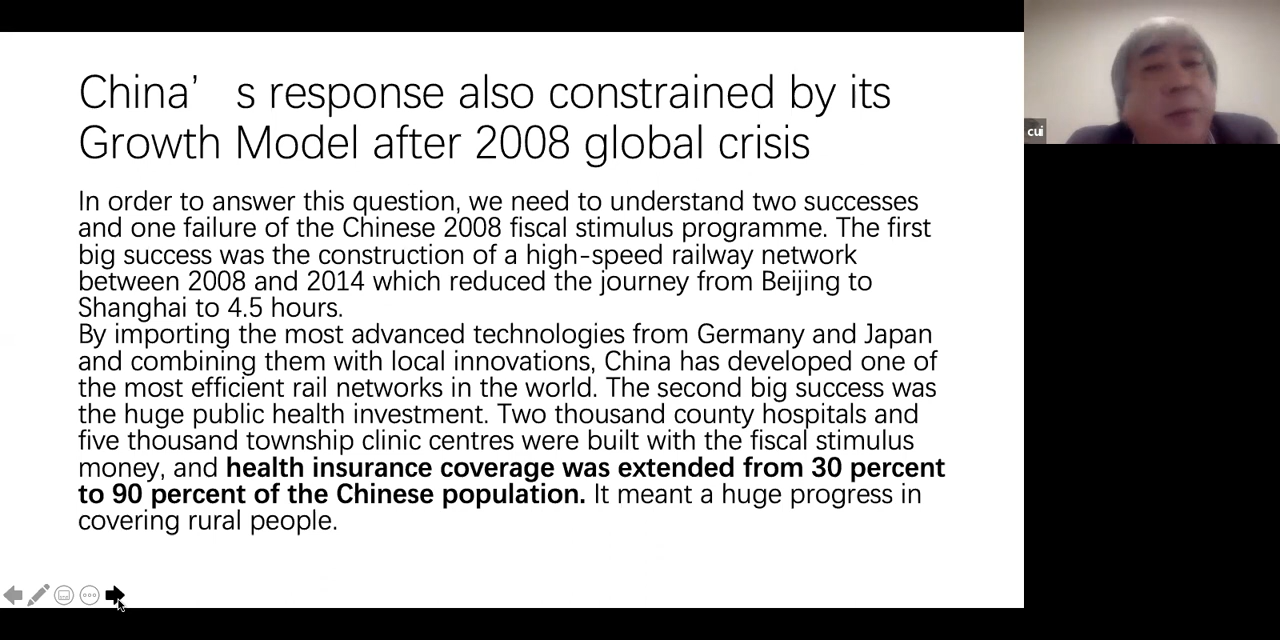 China’ s response also constrained by its
Growth Model after 2008 global crisis
In order to answer this question, we need to understand two successes
and one failure of the Chinese 2008 fiscal stimulus programme. The first
big success was the construction of a high-speed railway network
between 2008 and 2014 which reduced the journey from Beijing to
Shanghai to 4.5 hours.
By importing the most advanced technologies from Germany and Japan
and combining them with local innovations, China has developed one of
the most efficient rail networks in the world. The second big success was
the huge public health investment. Two thousand county hospitals and
five thousand township clinic centres were built with the fiscal stimulus
money, and health insurance coverage was extended from 30 percent
to 90 percent of the Chinese population. It meant a huge progress in
covering rural people.
cui